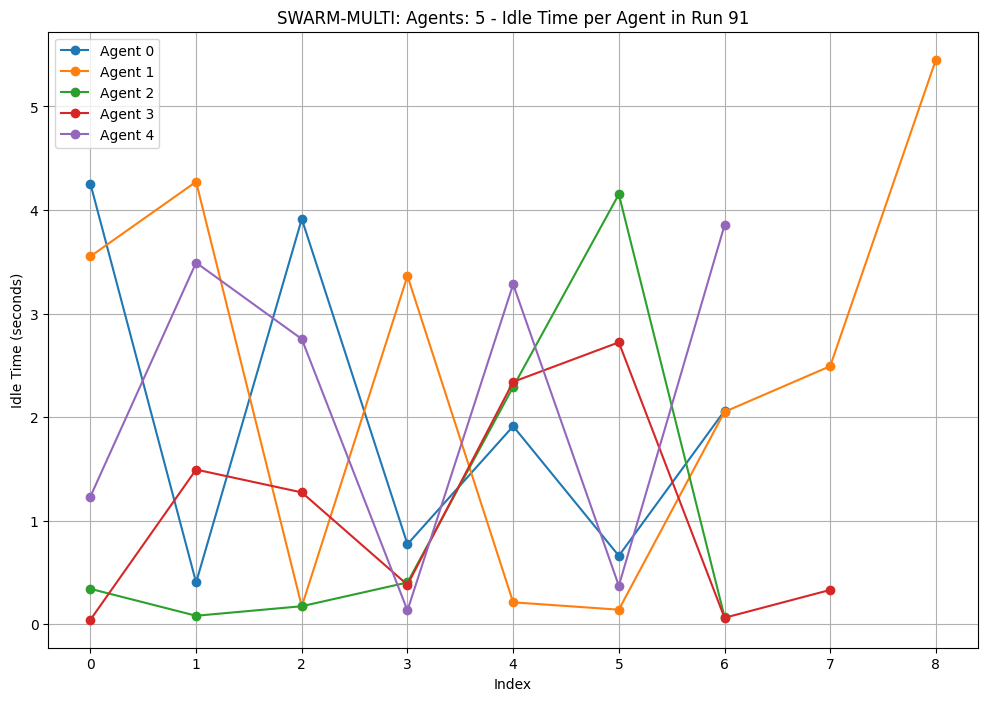 SWARM-MULTI: Agents: 5 - Idle Time per Agent in Run 91
Agent 0
Agent 1
Agent 2
Agent 3
Agent 4
Idle Time (seconds)
5
4
3
2
1
0
0 1 2 3 4 5 6 7 8
Index